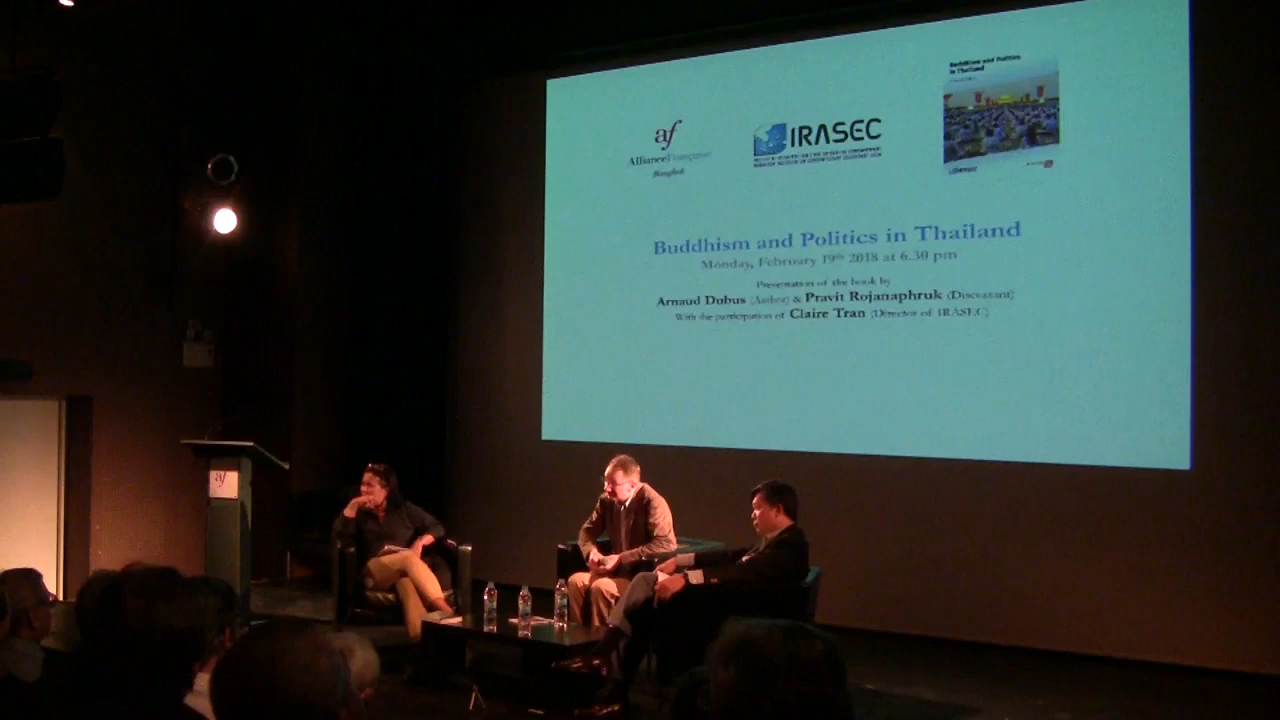 af
AllianceFrançaise
Bangkok
IRASEC
Buddhism and Politics
in Thailand
Buddhism and Politics in Thailand
Monday, February 19th 2018 at 6.30 pm
Presentation of the book by
Arnaud Dubus (Author) & Pravit Rojanaphruk (Discussant)
With the participation of Claire Tran (Director of IRASEC)
af